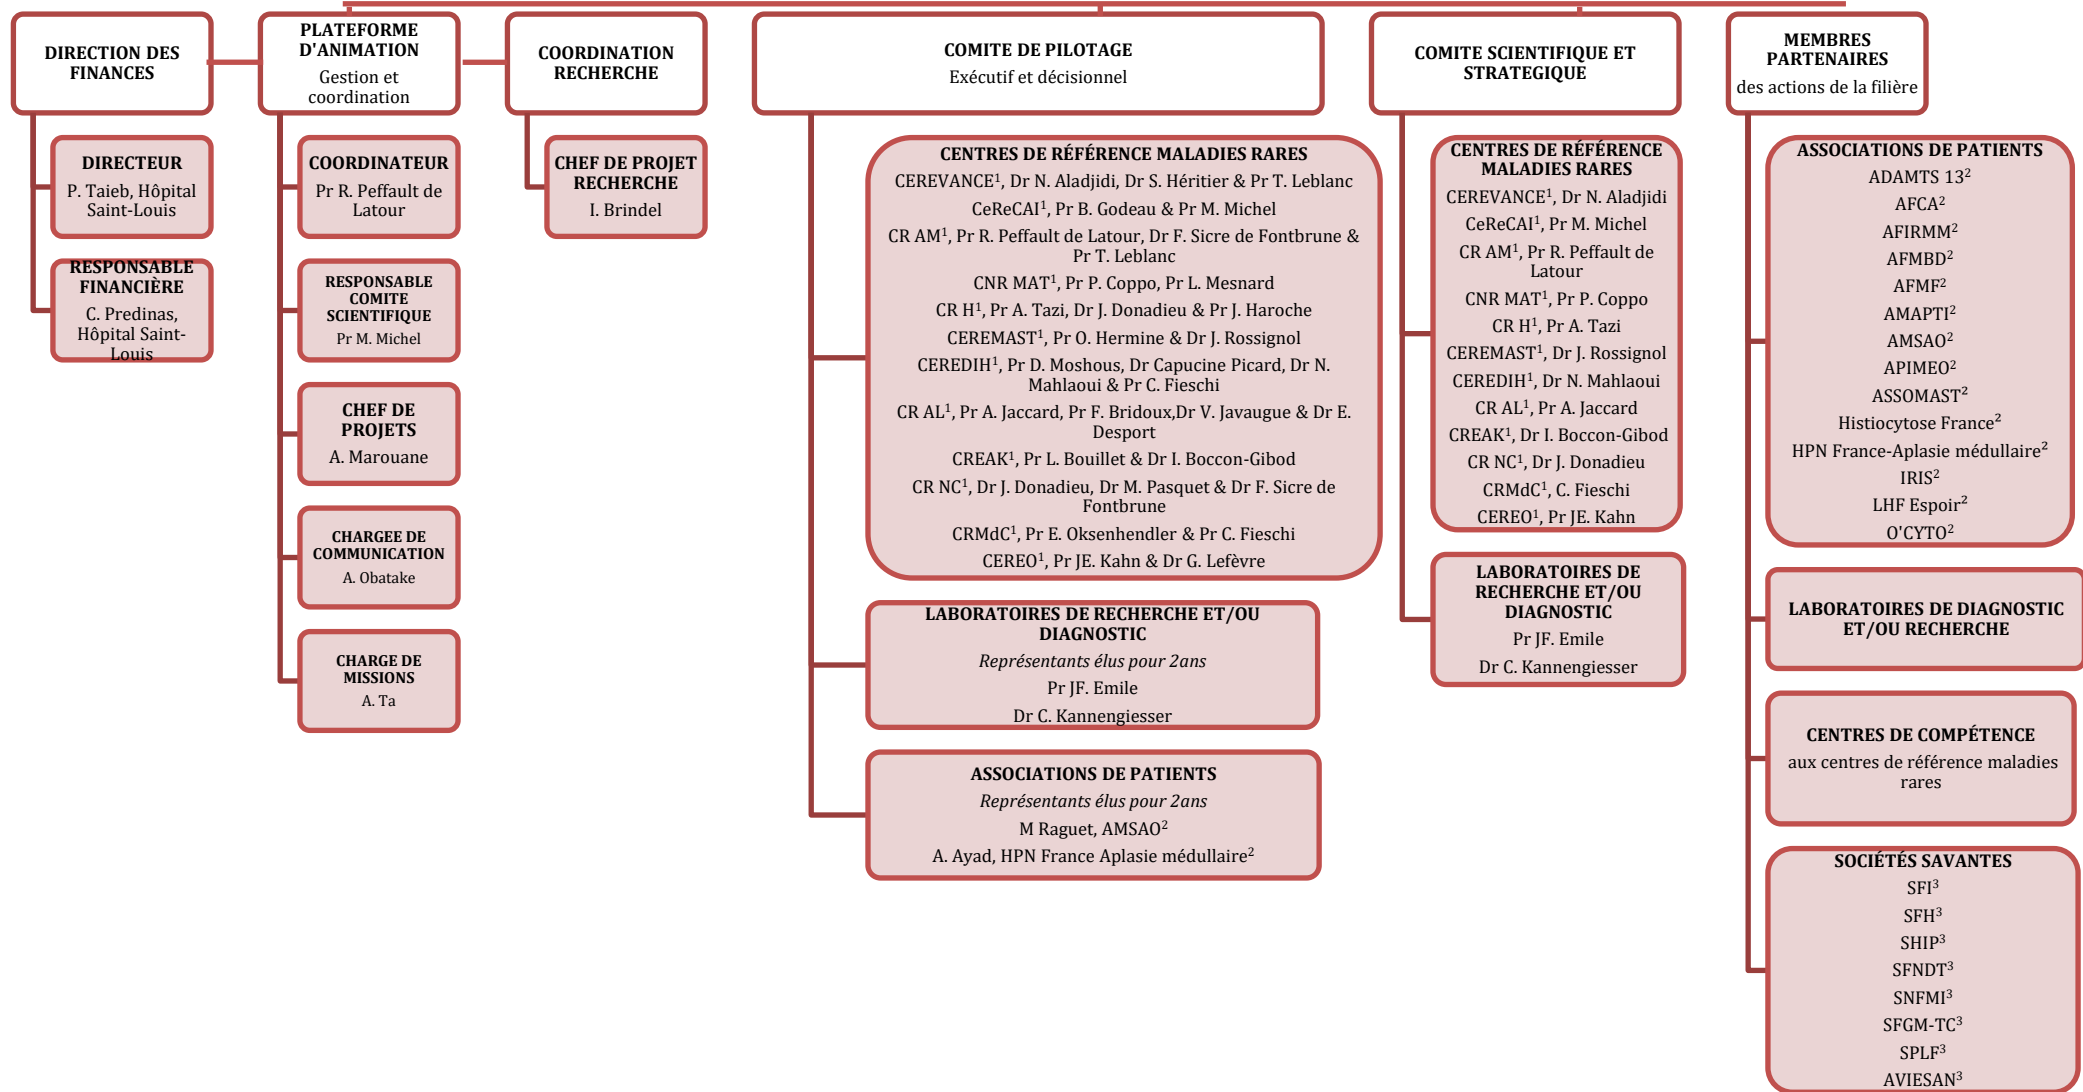 DIRECTION DES
FINANCES
DIRECTEUR
P. Taieb, Hôpital
Saint-Louis
RESPONSABLE
FINANCIÈRE
C. Predinas,
Hôpital Saint-
Louis
PLATEFORME
D'ANIMATION
Gestion et
coordination
COORDINATEUR
Pr R. Peffault de
Latour
RESPONSABLE
COMITE
SCIENTIFIQUE
Pr M. Michel
CHEF DE
PROJETS
A. Marouane
CHARGEE DE
COMMUNICATION
A. Obatake
CHARGE DE
MISSIONS
A. Ta
COORDINATION
RECHERCHE
CHEF DE PROJET
RECHERCHE
I. Brindel
COMITE DE PILOTAGE
Exécutif et décisionnel
CENTRES DE RÉFÉRENCE MALADIES RARES
CEREVANCE¹, Dr N. Aladjidi, Dr S. Héritier & Pr T. Leblanc
CeReCAI¹, Pr B. Godeau & Pr M. Michel
CR AM¹, Pr R. Peffault de Latour, Dr F. Sicre de Fontbrune &
Pr T. Leblanc
CNR MAT¹, Pr P. Coppo, Pr L. Mesnard
CR H¹, Pr A. Tazi, Dr J. Donadieu & Pr J. Haroche
CEREMAST¹, Pr O. Hermine & Dr J. Rossignol
CEREDIH¹, Pr D. Moshous, Dr Capucine Picard, Dr N.
Mahlaoui & Pr C. Fieschi
CR AL¹, Pr A. Jaccard, Pr F. Bridoux,Dr V. Javaugue & Dr E.
Desport
CREAK¹, Pr L. Bouillet & Dr I. Boccon-Gibod
CR NC¹, Dr J. Donadieu, Dr M. Pasquet & Dr F. Sicre de
Fontbrune
CRMdC¹, Pr E. Oksenhendler & Pr C. Fieschi
CEREO¹, Pr JE. Kahn & Dr G. Lefèvre
LABORATOIRES DE RECHERCHE ET/OU
DIAGNOSTIC
Représentants élus pour 2ans
Pr JF. Emile
Dr C. Kannengiesser
ASSOCIATIONS DE PATIENTS
Représentants élus pour 2ans
M Raguet, AMSAO²
A. Ayad, HPN France Aplasie médullaire²
COMITE SCIENTIFIQUE ET
STRATEGIQUE
CENTRES DE RÉFÉRENCE
MALADIES RARES
CEREVANCE¹, Dr N. Aladjidi
CeReCAI¹, Pr M. Michel
CR AM¹, Pr R. Peffault de
Latour
CNR MAT¹, Pr P. Coppo
CR H¹, Pr A. Tazi
CEREMAST¹, Dr J. Rossignol
CEREDIH¹, Dr N. Mahlaoui
CR AL¹, Pr A. Jaccard
CREAK¹, Dr I. Boccon-Gibod
CR NC¹, Dr J. Donadieu
CRMdC¹, C. Fieschi
CEREO¹, Pr JE. Kahn
LABORATOIRES DE
RECHERCHE ET/OU
DIAGNOSTIC
Pr JF. Emile
Dr C. Kannengiesser
MEMBRES
PARTENAIRES
des actions de la filière
ASSOCIATIONS DE PATIENTS
ADAMTS 13²
AFCA²
AFIRMM²
AFMBD²
AFMF²
AMAPTI²
AMSAO²
APIMEO²
ASSOMAST²
Histiocytose France²
HPN France-Aplasie médullaire²
IRIS²
LHF Espoir²
O'CYTO²
LABORATOIRES DE DIAGNOSTIC
ET/OU RECHERCHE
CENTRES DE COMPÉTENCE
aux centres de référence maladies
rares
SOCIÉTÉS SAVANTES
SFI³
SFH³
SHIP³
SFNDT³
SNFMI³
SFGM-TC³
SPLF³
AVIESAN³